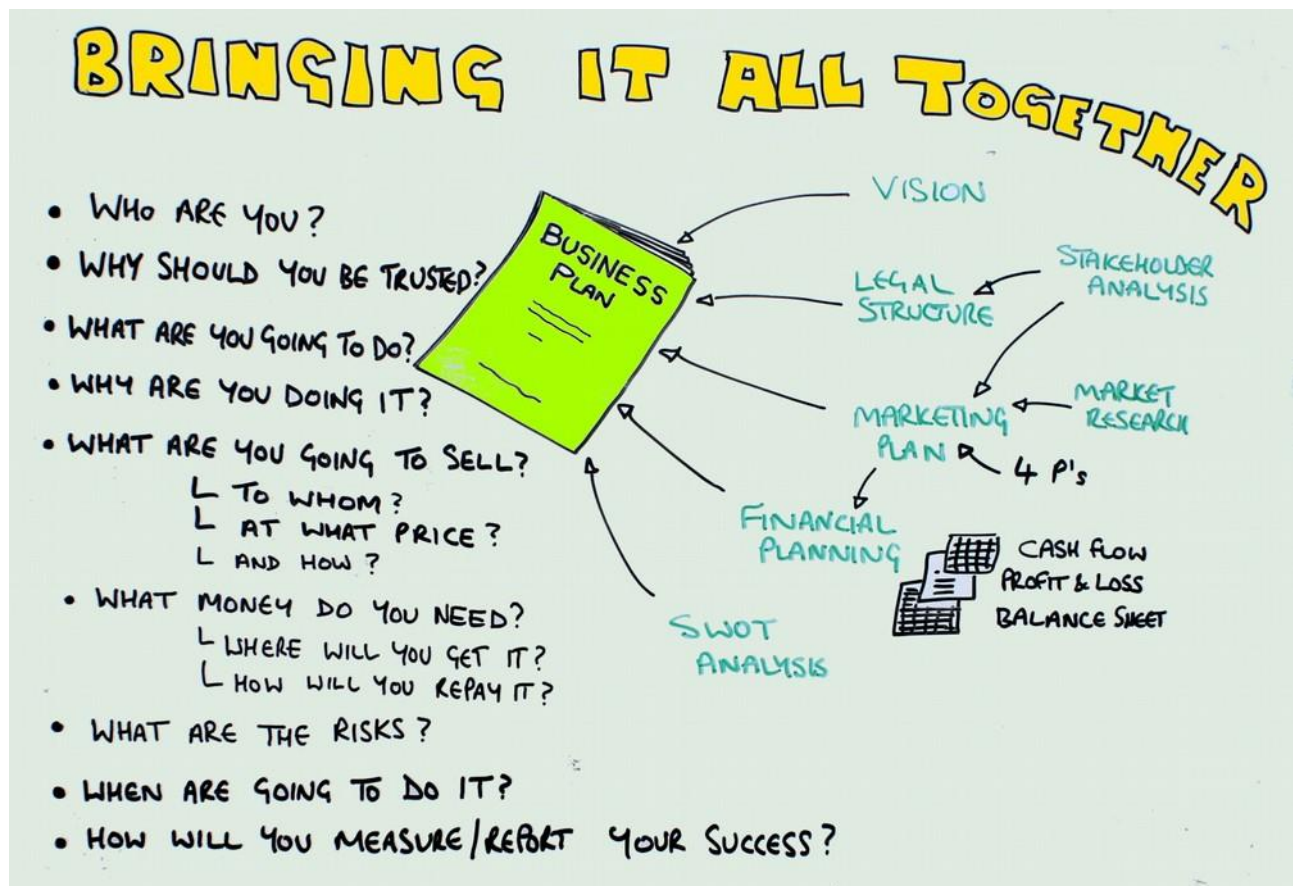 BRINGING IT ALL TOGETHER
• WHO ARE YOU?
• WHY SHOULD YOU BE TRUSTED?
• WHAT ARE YOU GOING TO DO?
• WHY ARE YOU DOING IT?
• WHAT ARE YOU GOING TO SELL?
└ TO WHOM?
└ AT WHAT PRICE?
└ AND HOW?
• WHAT MONEY DO YOU NEED?
└ WHERE WILL YOU GET IT?
└ HOW WILL YOU REPAY IT?
• WHAT ARE THE RISKS?
• WHEN ARE GOING TO DO IT?
• HOW WILL YOU MEASURE/REPORT YOUR SUCCESS?
BUSINESS
PLAN
VISION
LEGAL
STRUCTURE
STAKEHOLDER
ANALYSIS
MARKETING
PLAN
MARKET
RESEARCH
4 P's
FINANCIAL
PLANNING
CASH FLOW
PROFIT & LOSS
BALANCE SHEET
SWOT
ANALYSIS